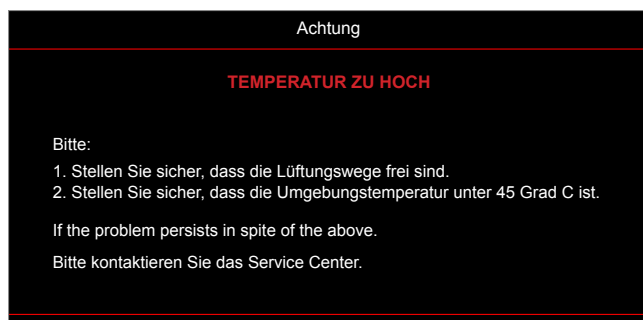 Achtung
TEMPERATUR ZU HOCH
Bitte:
1. Stellen Sie sicher, dass die Lüftungswege frei sind.
2. Stellen Sie sicher, dass die Umgebungstemperatur unter 45 Grad C ist.
If the problem persists in spite of the above.
Bitte kontaktieren Sie das Service Center.